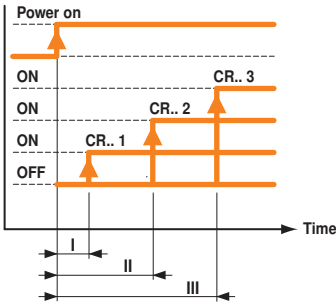 Power on
ON CR.. 3
ON CR.. 2
ON CR.. 1
OFF
Time
I
II
III